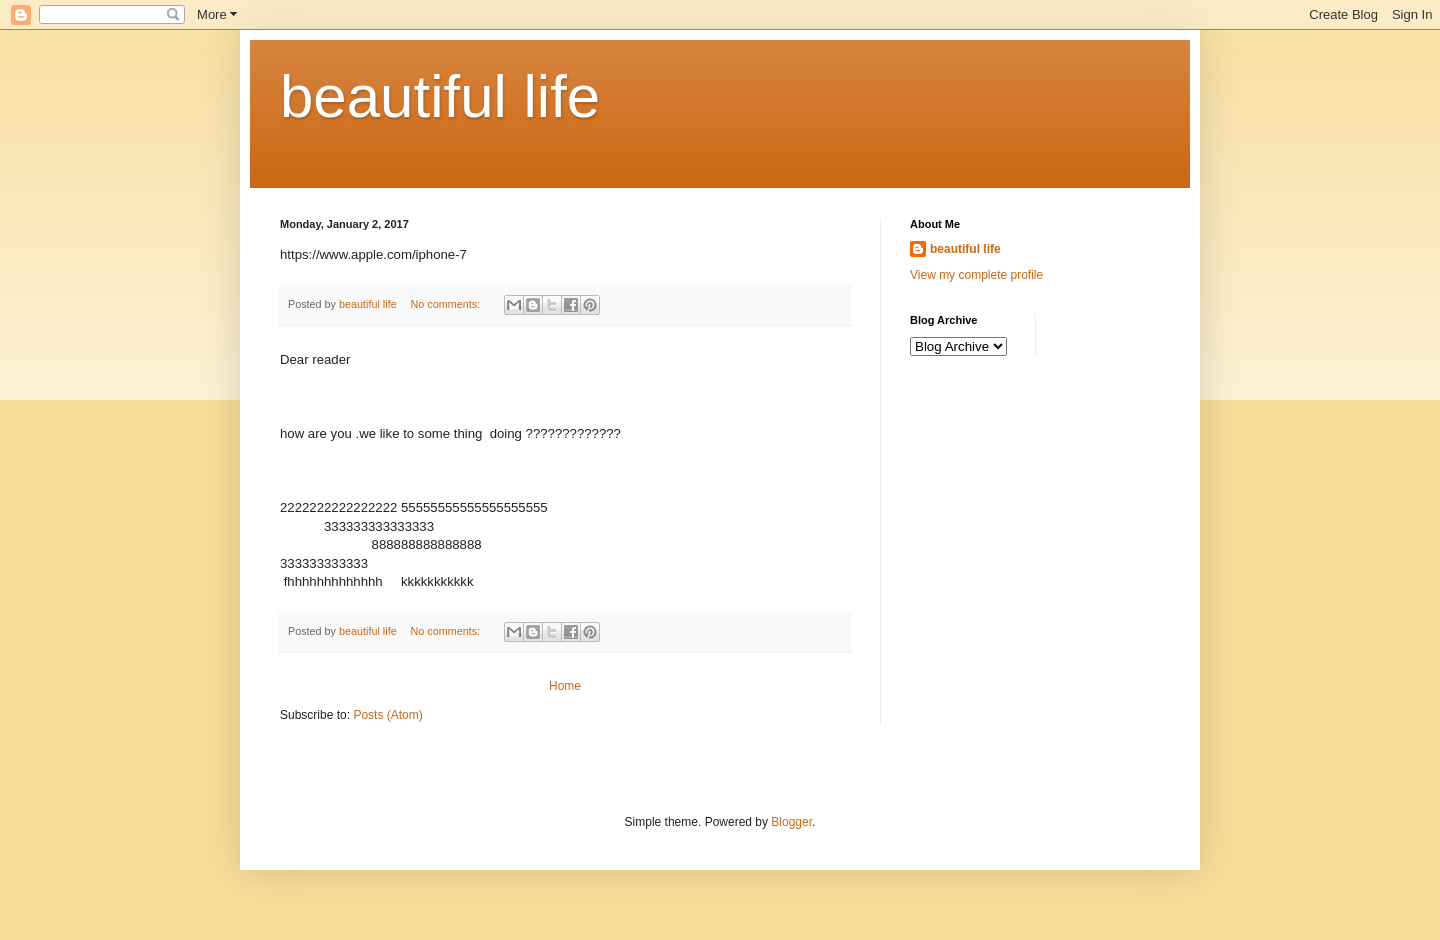 More
Create Blog
Sign In
beautiful life
Monday, January 2, 2017
https://www.apple.com/iphone-7
Posted by beautiful life No comments:
Dear reader
how are you .we like to some thing  doing ?????????????
2222222222222222 55555555555555555555
333333333333333
888888888888888
333333333333
fhhhhhhhhhhhhh     kkkkkkkkkkk
Posted by beautiful life No comments:
Home
Subscribe to: Posts (Atom)
About Me
beautiful life
View my complete profile
Blog Archive
Blog Archive
Simple theme. Powered by Blogger.